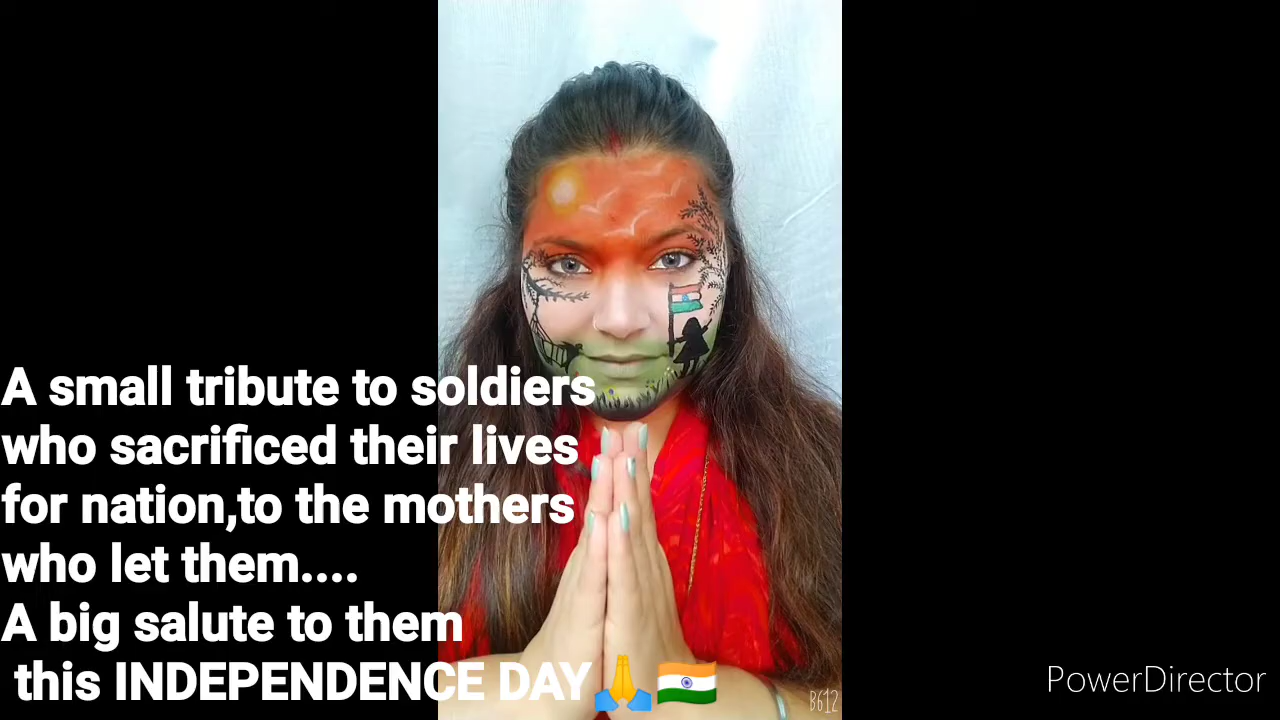 A small tribute to soldiers
who sacrificed their lives
for nation,to the mothers
who let them....
A big salute to them
this INDEPENDENCE DAY🙏🇮🇳
PowerDirector
B612